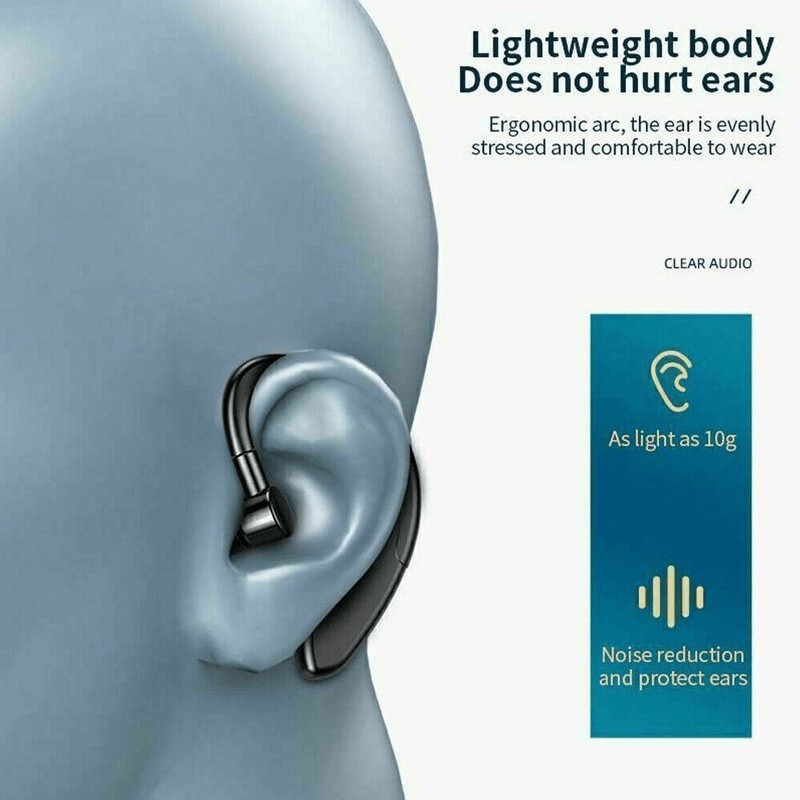 Lightweight body
Does not hurt ears
Ergonomic arc, the ear is evenly
stressed and comfortable to wear
//
CLEAR AUDIO
As light as 10g
Noise reduction
and protect ears